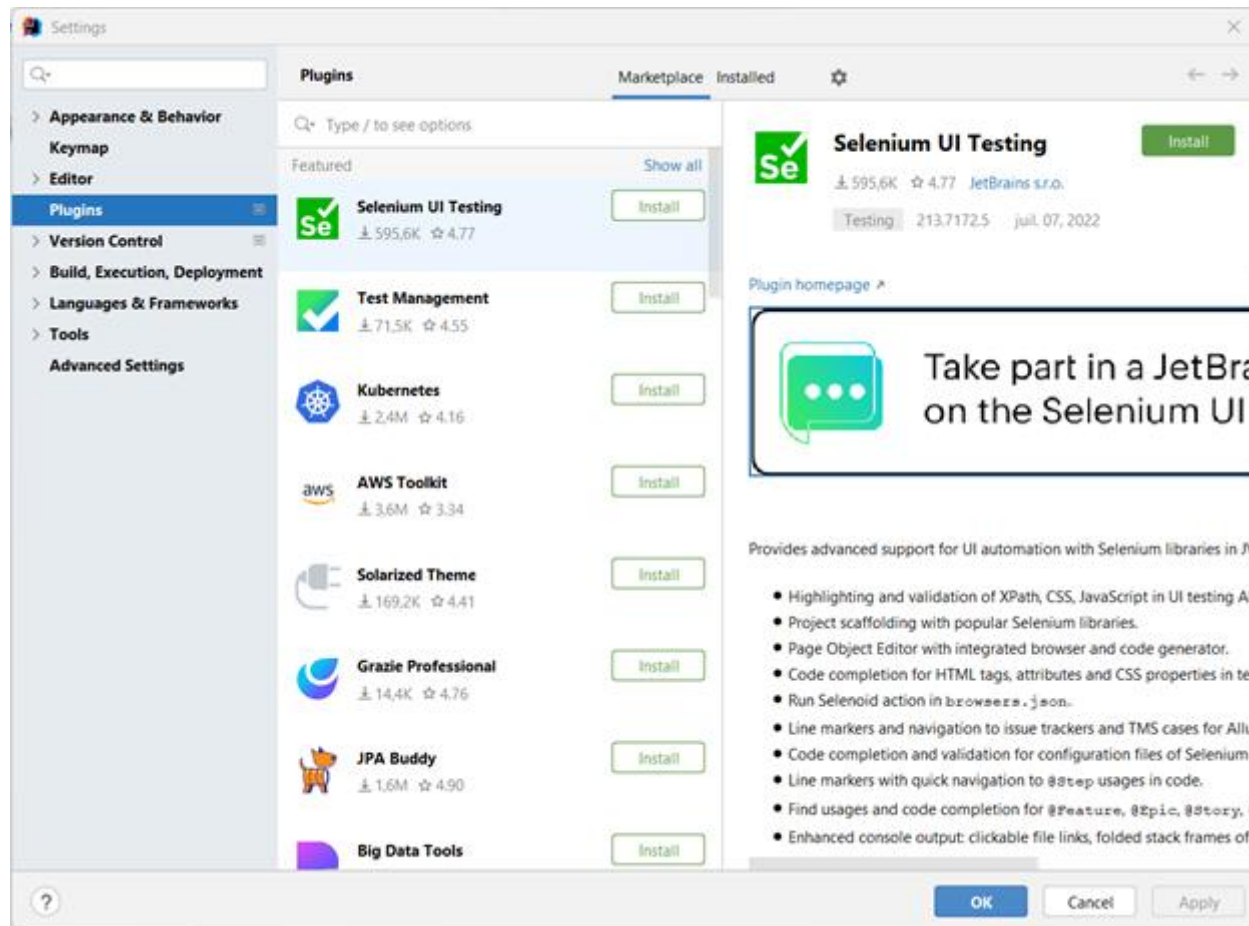 Settings
Appearance & Behavior
Keymap
Editor
Plugins
Version Control
Build, Execution, Deployment
Languages & Frameworks
Tools
Advanced Settings
Plugins
Marketplace Installed
Type / to see options
Featured Show all
Se
Selenium UI Testing Install
595,6K 4.77
Test Management Install
71,5K 4.55
Kubernetes Install
2,4M 4.16
aws
AWS Toolkit Install
3,6M 3.34
Solarized Theme Install
169,2K 4.41
Grazie Professional Install
14,4K 4.76
JPA Buddy Install
1,6M 4.90
Big Data Tools Install
Se
Selenium UI Testing Install
595,6K 4.77 JetBrains s.r.o.
Testing 213.7172.5 juil. 07, 2022
Plugin homepage ↗
Take part in a JetBra
on the Selenium UI
Provides advanced support for UI automation with Selenium libraries in
• Highlighting and validation of XPath, CSS, JavaScript in UI testing A
• Project scaffolding with popular Selenium libraries.
• Page Object Editor with integrated browser and code generator.
• Code completion for HTML tags, attributes and CSS properties in te
• Run Selenoid action in browsers.json.
• Line markers and navigation to issue trackers and TMS cases for Allu
• Code completion and validation for configuration files of Selenium
• Line markers with quick navigation to @Step usages in code.
• Find usages and code completion for @Feature, @Epic, @Story,
• Enhanced console output: clickable file links, folded stack frames of
?
OK Cancel Apply